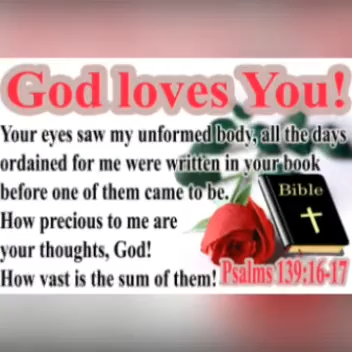 God loves You!
Your eyes saw my unformed body, all the days
ordained for me were written in your book
before one of them came to be.
Bible
How precious to me are
your thoughts, God!
How vast is the sum of them! Psalms 139:16-17